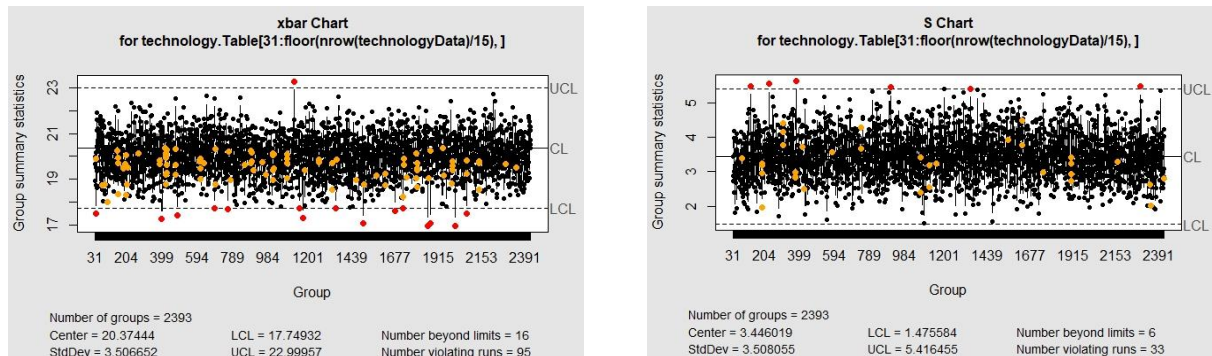 xbar Chart
for technology.Table[31:floor(nrow(technologyData)/15), ]
Group summary statistics
23
21
19
17
UCL
CL
LCL
31 204 399 594 789 984 1201 1439 1677 1915 2153 2391
Group
Number of groups = 2393
Center = 20.37444 LCL = 17.74932 Number beyond limits = 16
StdDev = 3.506652 UCL = 22.99957 Number violating runs = 95
S Chart
for technology.Table[31:floor(nrow(technologyData)/15), ]
Group summary statistics
5
4
3
2
UCL
CL
LCL
31 204 399 594 789 984 1201 1439 1677 1915 2153 2391
Group
Number of groups = 2393
Center = 3.446019 LCL = 1.475584 Number beyond limits = 6
StdDev = 3.508055 UCL = 5.416455 Number violating runs = 33